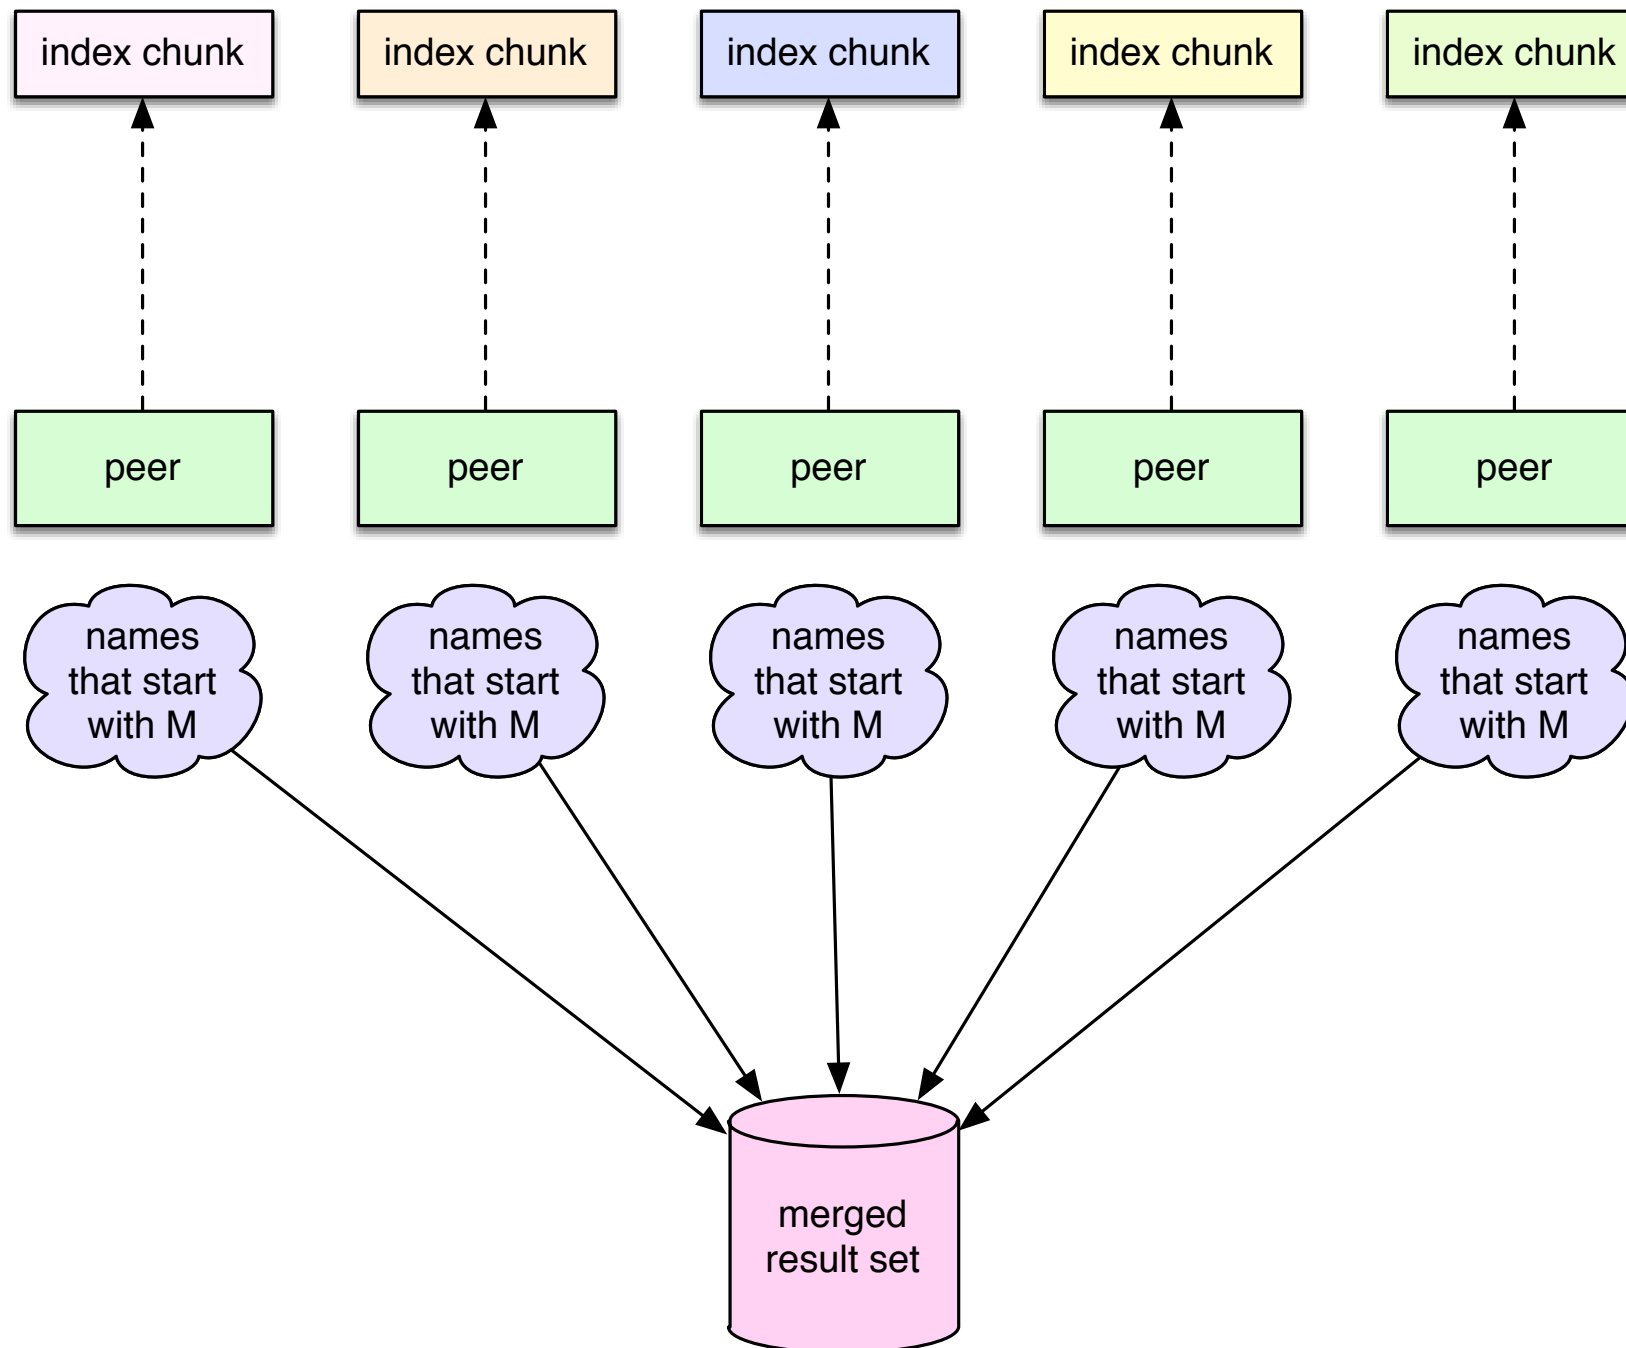 index chunk
index chunk
index chunk
index chunk
index chunk
peer
peer
peer
peer
peer
names
that start
with M
names
that start
with M
names
that start
with M
names
that start
with M
names
that start
with M
merged
result set